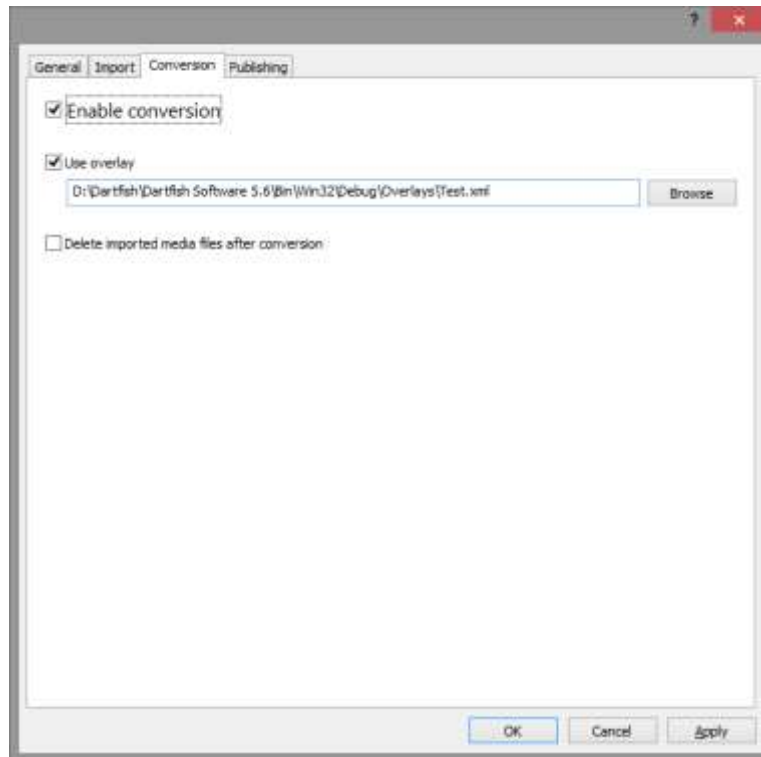 ?
General Import Conversion Publishing
Enable conversion
Use overlay
D:\Dartfish\Dartfish Software 5.6\Bin\Win32\Debug\Overlays\Test.xml Browse
Delete imported media files after conversion
OK Cancel Apply